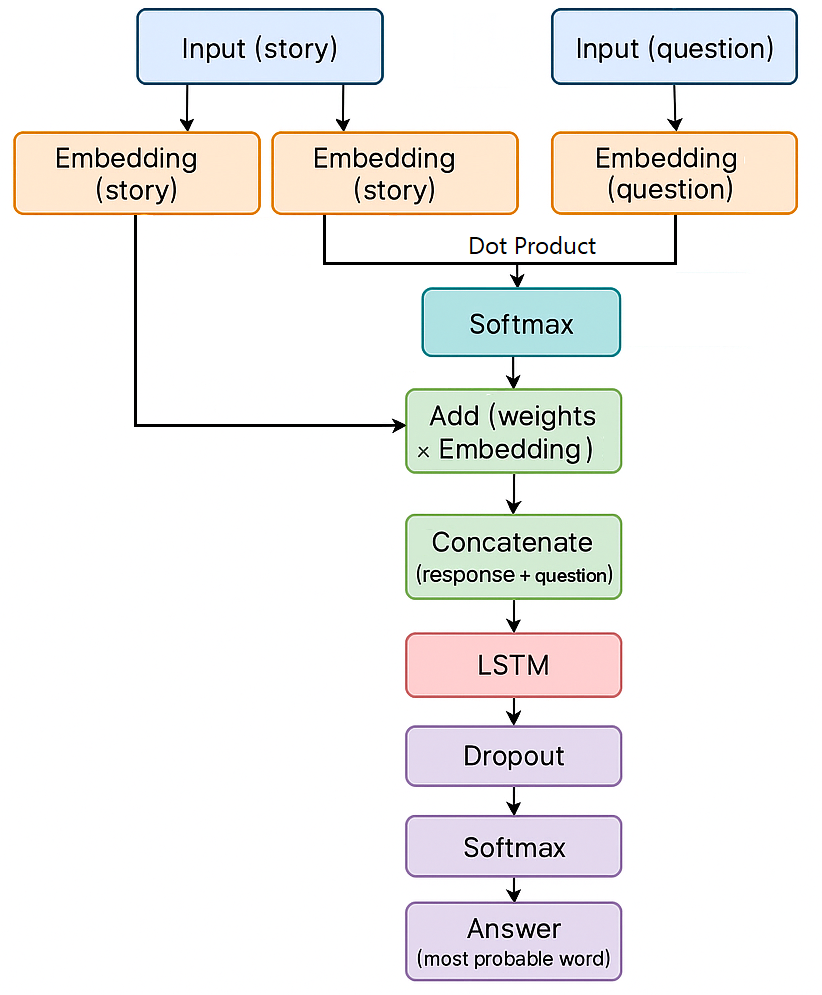 Input (story)
Input (question)
Embedding
(story)
Embedding
(story)
Embedding
(question)
Dot Product
Softmax
Add (weights
× Embedding)
Concatenate
(response + question)
LSTM
Dropout
Softmax
Answer
(most probable word)